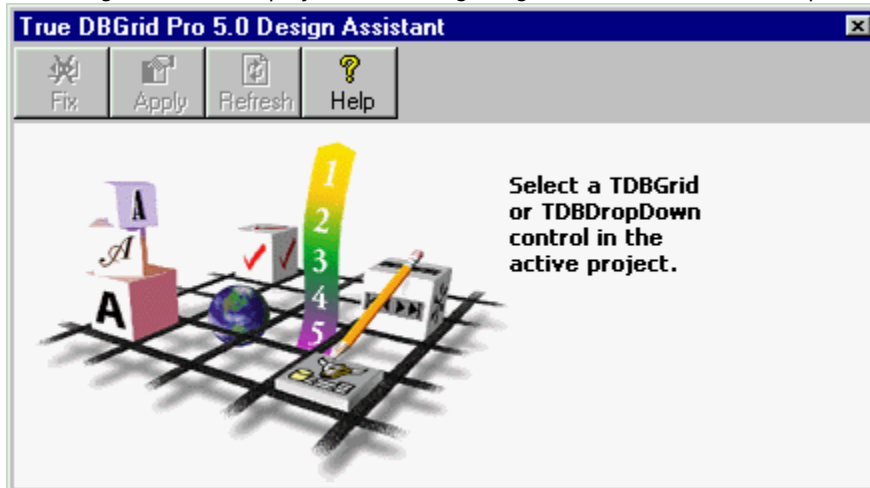 True DBGrid Pro 5.0 Design Assistant
Fix
Apply
Refresh
Help
Select a TDBGrid
or TDBDropDown
control in the
active project.
A
A
A
1
2
3
4
5